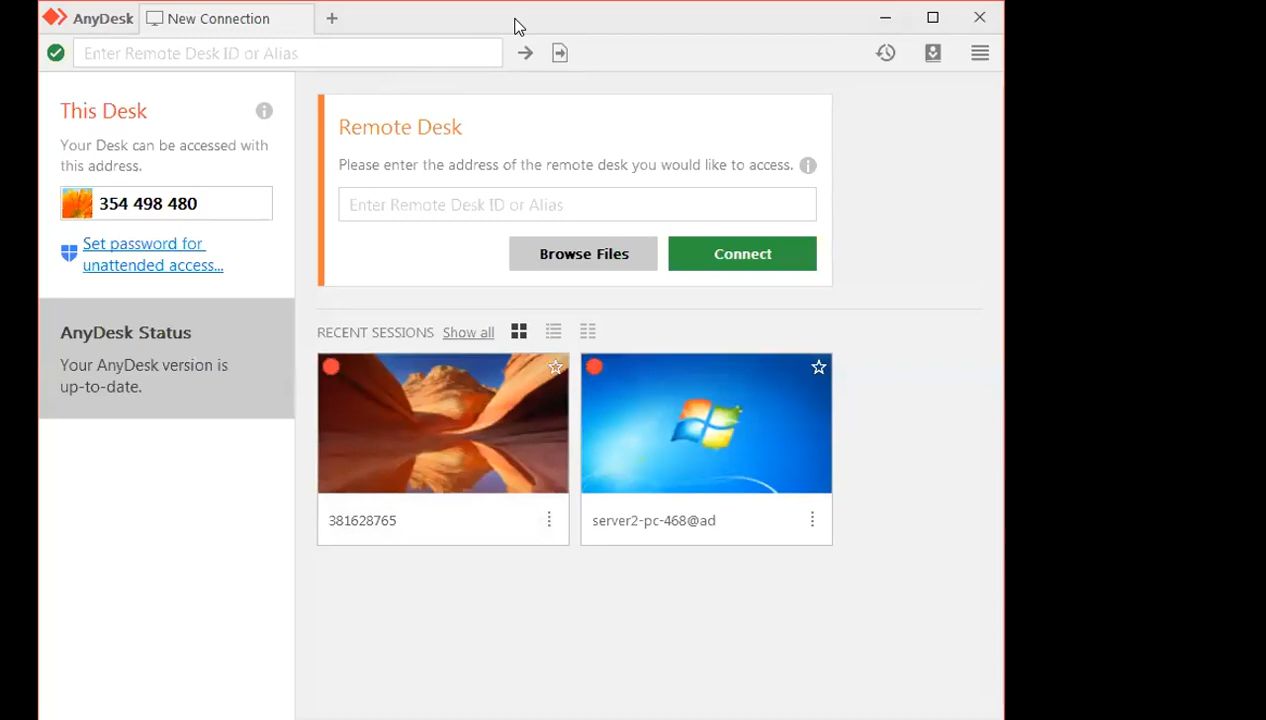 AnyDesk
New Connection
Enter Remote Desk ID or Alias
This Desk
Your Desk can be accessed with
this address.
354 498 480
Set password for
unattended access...
AnyDesk Status
Your AnyDesk version is
up-to-date.
Remote Desk
Please enter the address of the remote desk you would like to access.
Enter Remote Desk ID or Alias
Browse Files
Connect
RECENT SESSIONS Show all
381628765
server2-pc-468@ad